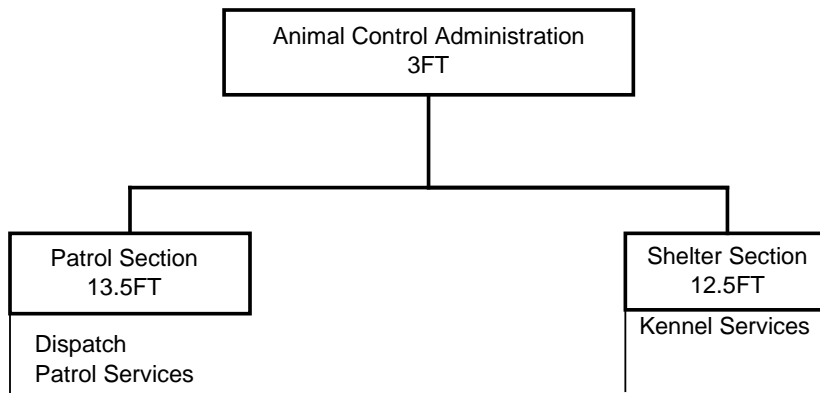 Animal Control Administration
3FT
Patrol Section
13.5FT
Dispatch
Patrol Services
Shelter Section
12.5FT
Kennel Services